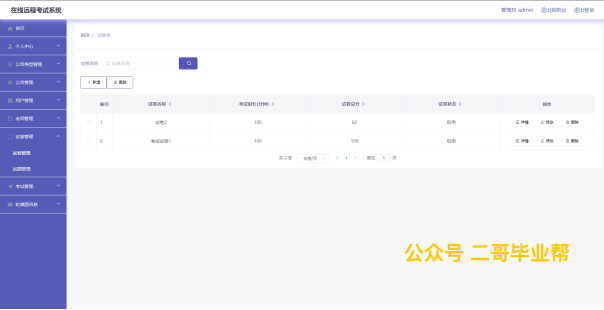 在线远程考试系统
管理员 admin 退出到前台 退出登录
首页
个人中心
公告类型管理
公告管理
用户管理
老师管理
试卷管理
试卷管理
试题管理
考试管理
轮播图信息
首页 / 试卷表
试卷名称 试卷名称
+ 新增 删除
索引 试卷名称 考试时长(分钟) 试卷总分 试卷状态 操作
1 试卷2 100 62 启用 详情 修改 删除
2 考试试卷1 100 100 启用 详情 修改 删除
共 2 条 10条/页 < 1 > 前往 1 页
公众号 二哥毕业帮